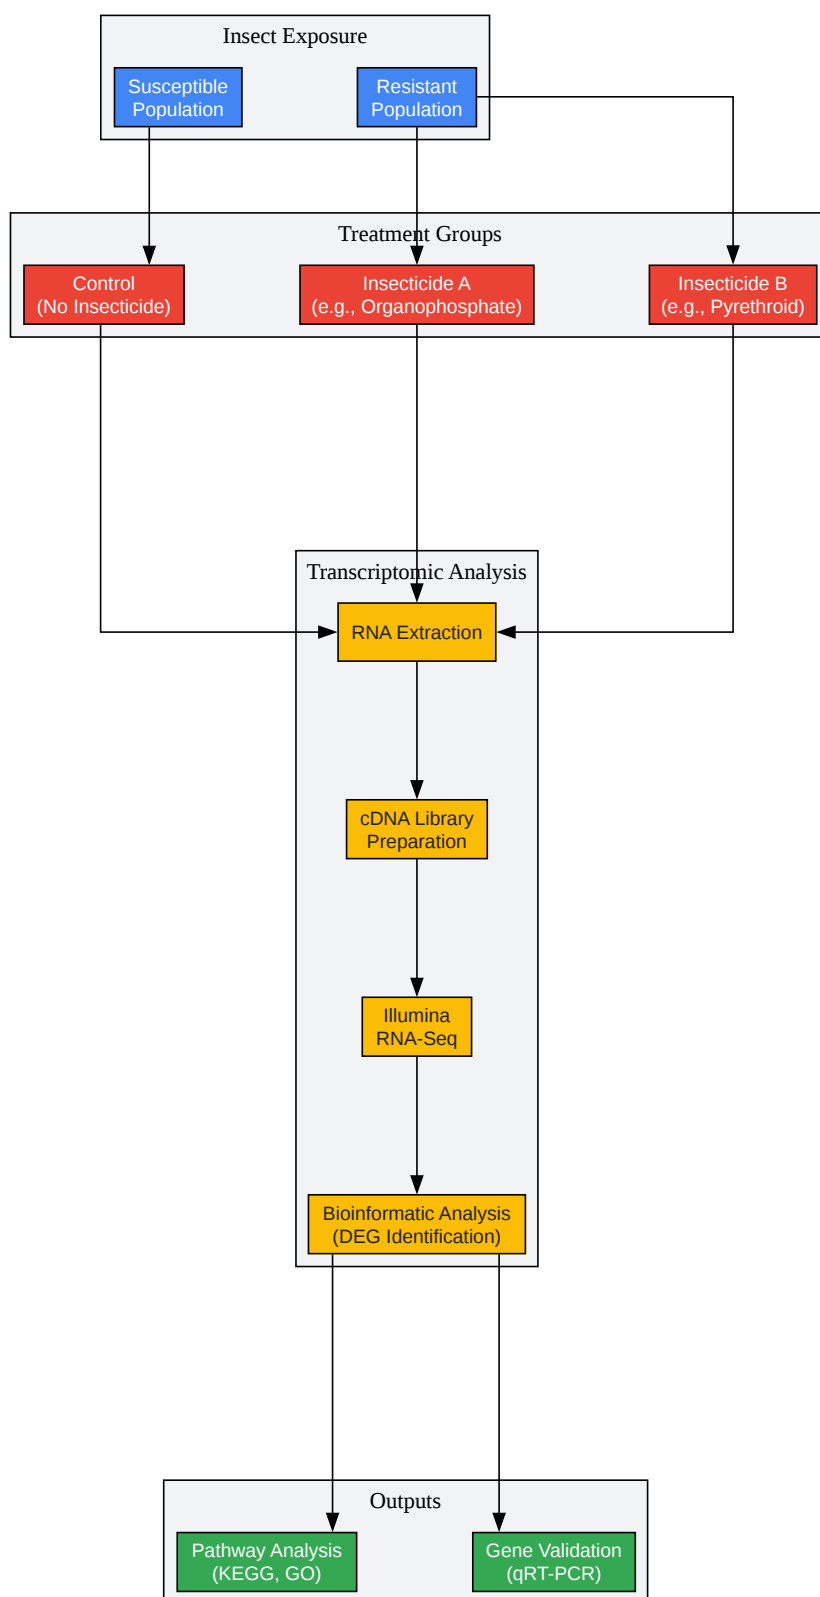 Insect Exposure
Susceptible
Population
Resistant
Population
Treatment Groups
Control
(No Insecticide)
Insecticide A
(e.g., Organophosphate)
Insecticide B
(e.g., Pyrethroid)
Transcriptomic Analysis
RNA Extraction
cDNA Library
Preparation
Illumina
RNA-Seq
Bioinformatic Analysis
(DEG Identification)
Outputs
Pathway Analysis
(KEGG, GO)
Gene Validation
(qRT-PCR)